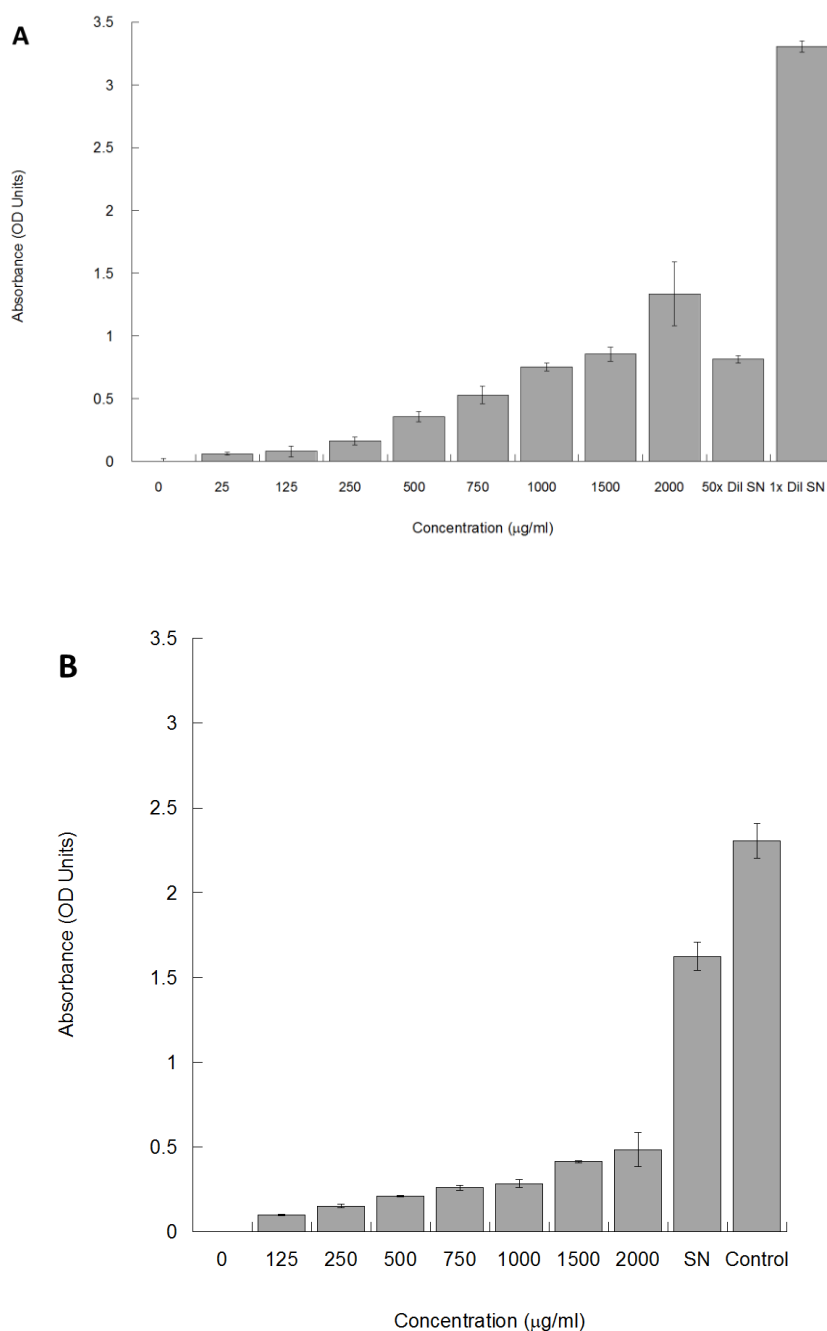 A
3.5
3
2.5
2
1.5
1
0.5
0
Absorbance (OD Units)
0 25 125 250 500 750 1000 1500 2000 50x Dil SN 1x Dil SN
Concentration (μg/ml)
B
3.5
3
2.5
2
1.5
1
0.5
0
Absorbance (OD Units)
0 125 250 500 750 1000 1500 2000 SN Control
Concentration (μg/ml)